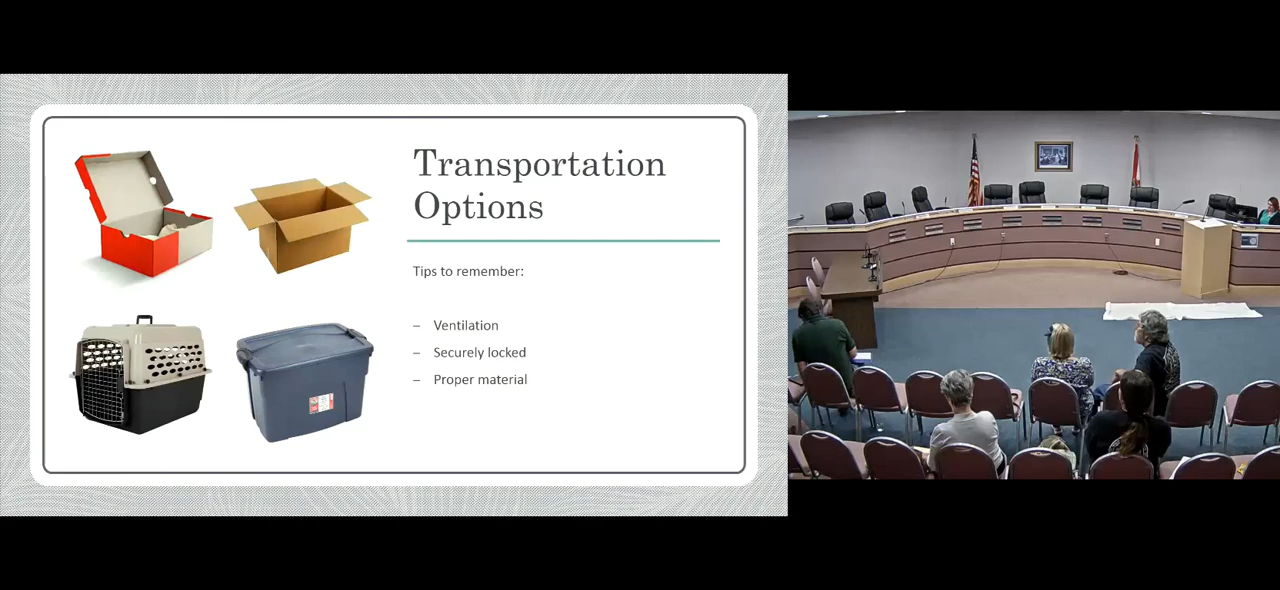 Transportation
Options
Tips to remember:
– Ventilation
– Securely locked
– Proper material